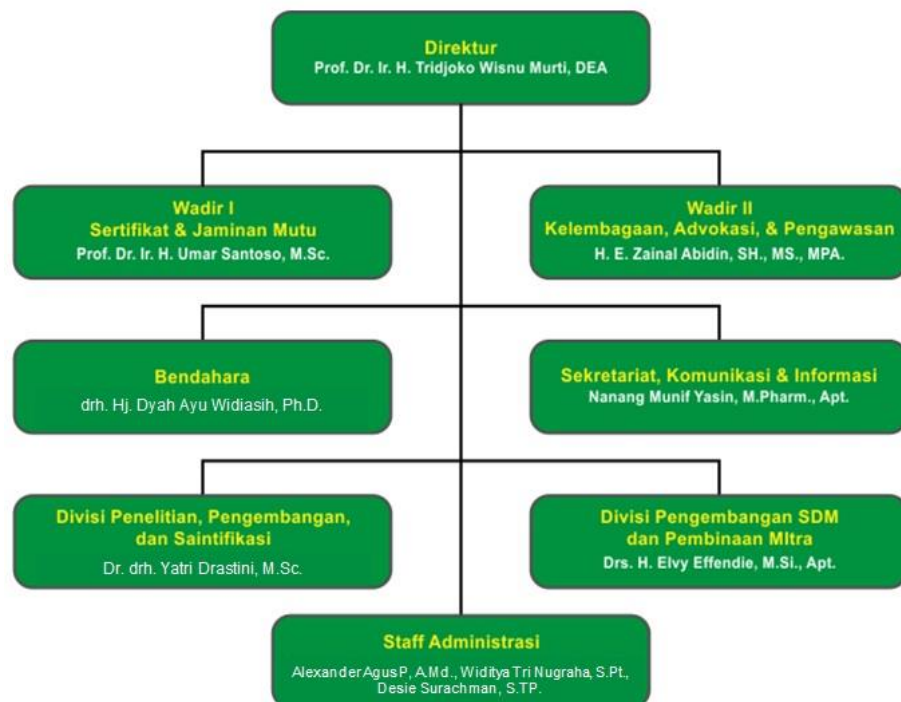 Direktur
Prof. Dr. Ir. H. Tridjoko Wisnu Murti, DEA
Wadir I
Sertifikat & Jaminan Mutu
Prof. Dr. Ir. H. Umar Santoso, M.Sc.
Wadir II
Kelembagaan, Advokasi, & Pengawasan
H. E. Zainal Abidin, SH., MS., MPA.
Bendahara
drh. Hj. Dyah Ayu Widiasih, Ph.D.
Sekretariat, Komunikasi & Informasi
Nanang Munif Yasin, M.Pharm., Apt.
Divisi Penelitian, Pengembangan,
dan Saintifikasi
Dr. drh. Yatri Drastini, M.Sc.
Divisi Pengembangan SDM
dan Pembinaan MItra
Drs. H. Elvy Effendie, M.Si., Apt.
Staff Administrasi
Alexander Agus P, A.Md., Widitya Tri Nugraha, S.Pt.,
Desie Surachman, S.TP.